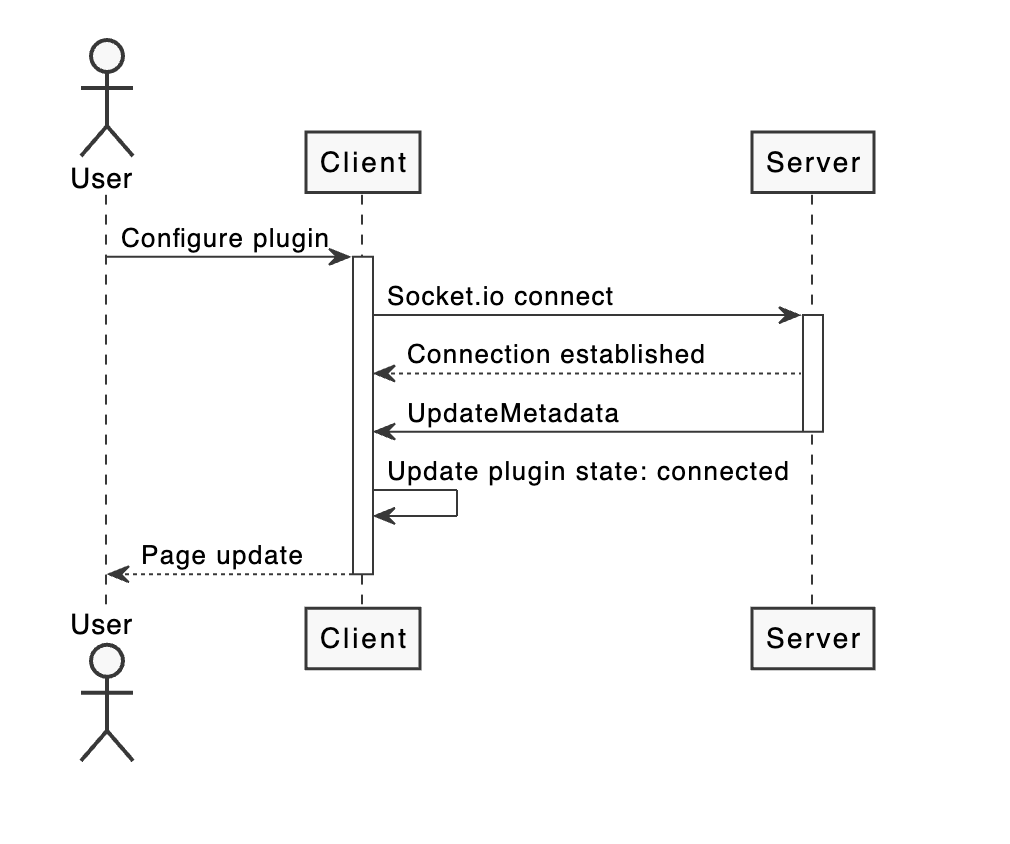 User
Client
Server
Configure plugin
Socket.io connect
Connection established
UpdateMetadata
Update plugin state: connected
Page update
User
Client
Server